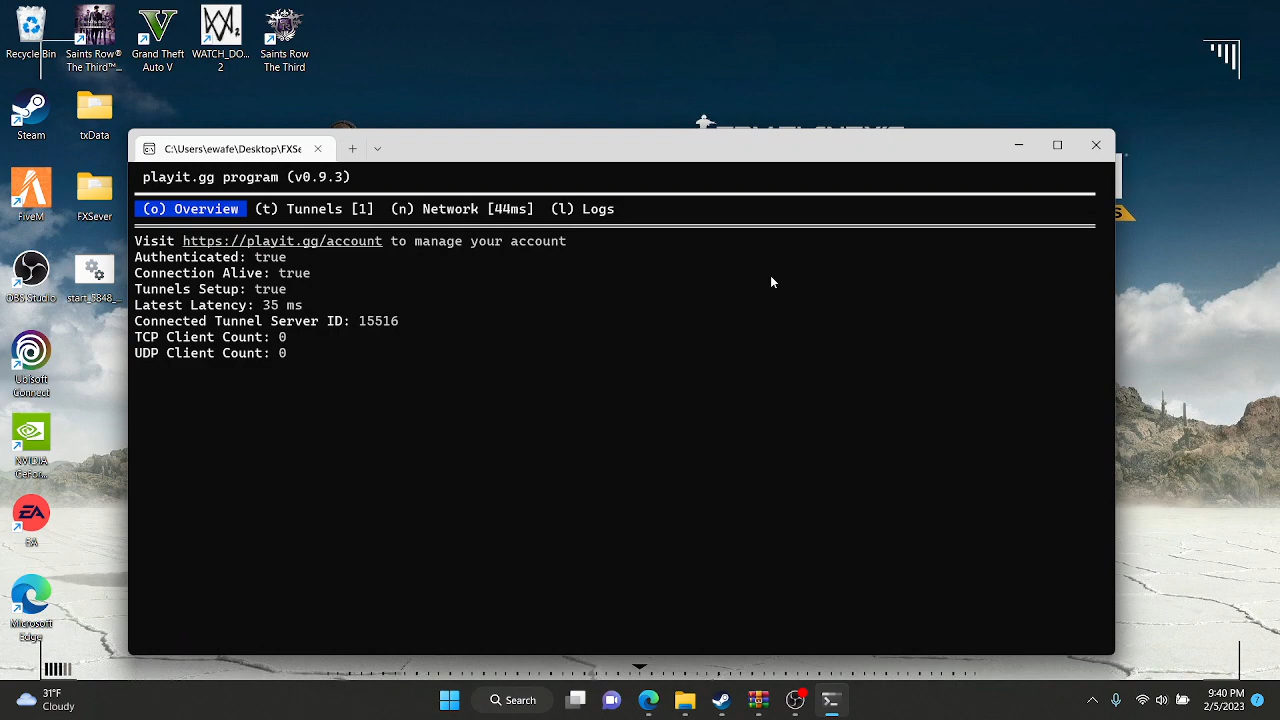 Recycle Bin
Saints Row®
The Third™...
Grand Theft
Auto V
WATCH_DO...
2
Saints Row
The Third
Steam
txData
FiveM
FXSever
OBS Studio
start_3848_...
Ubisoft
Connect
NVIDIA
GeFor...
EA
Microsoft
Edge
C:\Users\ewafe\Desktop\FXSe
playit.gg program (v0.9.3)
(o) Overview (t) Tunnels [1] (n) Network [44ms] (l) Logs
Visit https://playit.gg/account to manage your account
Authenticated: true
Connection Alive: true
Tunnels Setup: true
Latest Latency: 35 ms
Connected Tunnel Server ID: 15516
TCP Client Count: 0
UDP Client Count: 0
31°F
Cloudy
Search
9:40 PM
2/5/2023